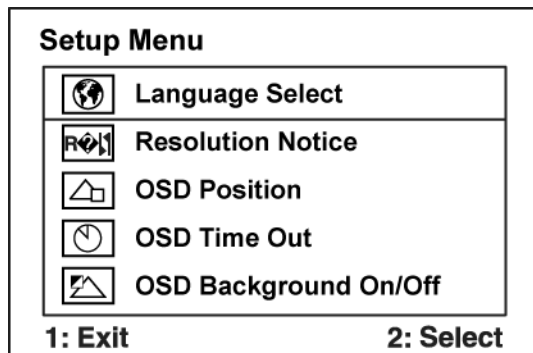 Setup Menu
Language Select
Resolution Notice
OSD Position
OSD Time Out
OSD Background On/Off
1: Exit 2: Select